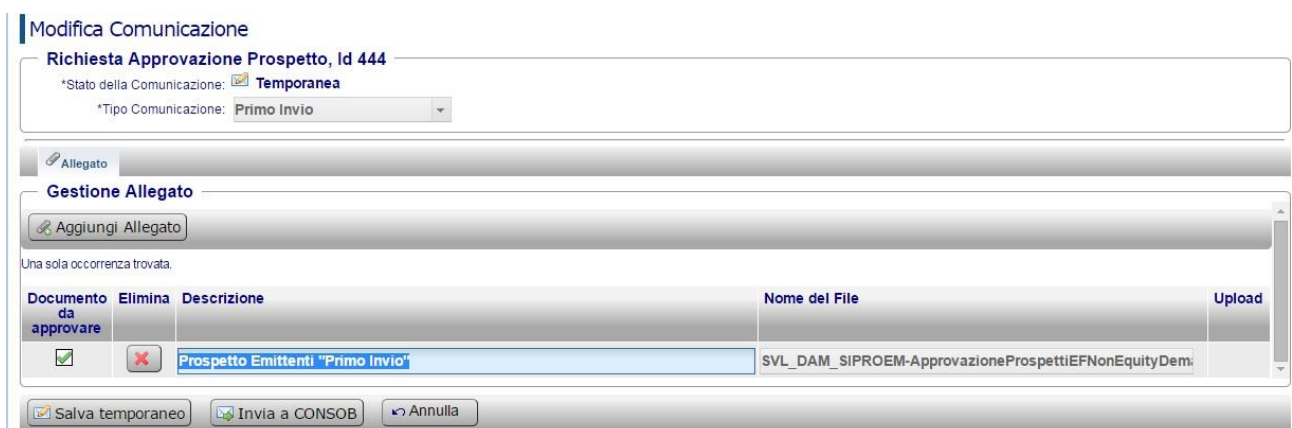 Modifica Comunicazione
Richiesta Approvazione Prospetto, Id 444
*Stato della Comunicazione: Temporanea
*Tipo Comunicazione: Primo Invio
Allegato
Gestione Allegato
Aggiungi Allegato
Una sola occorrenza trovata.
Documento da approvare Elimina Descrizione Nome del File Upload
Prospetto Emittenti "Primo Invio" SVL_DAM_SIPROEM-ApprovazioneProspettiEFNonEquityDem
Salva temporaneo Invia a CONSOB Annulla